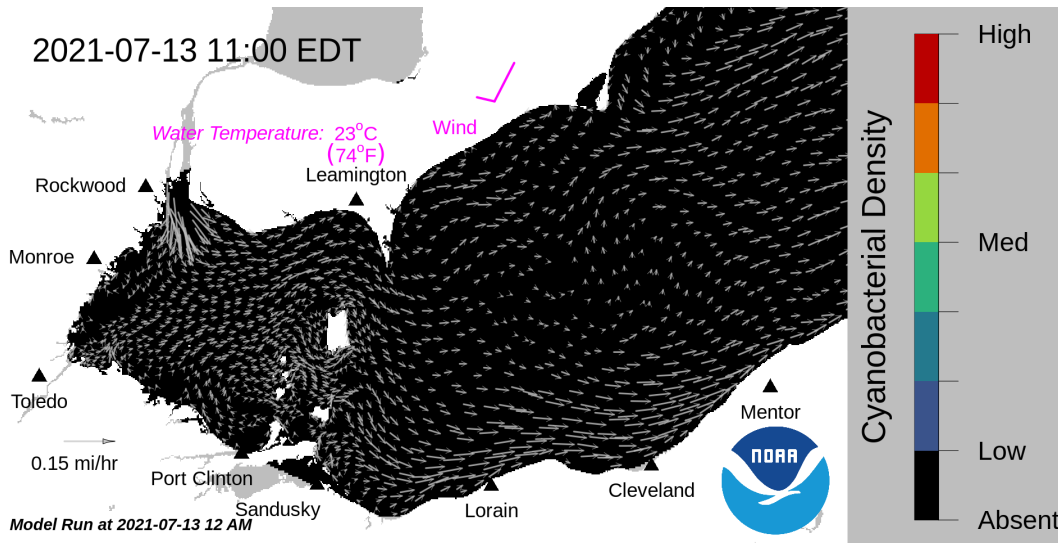 2021-07-13 11:00 EDT
Water Temperature: 23°C
(74°F)
Wind
Leamington
Rockwood
Monroe
Toledo
0.15 mi/hr
Port Clinton
Sandusky
Lorain
Cleveland
Mentor
NOAA
Model Run at 2021-07-13 12 AM
Cyanobacterial Density
High
Med
Low
Absent